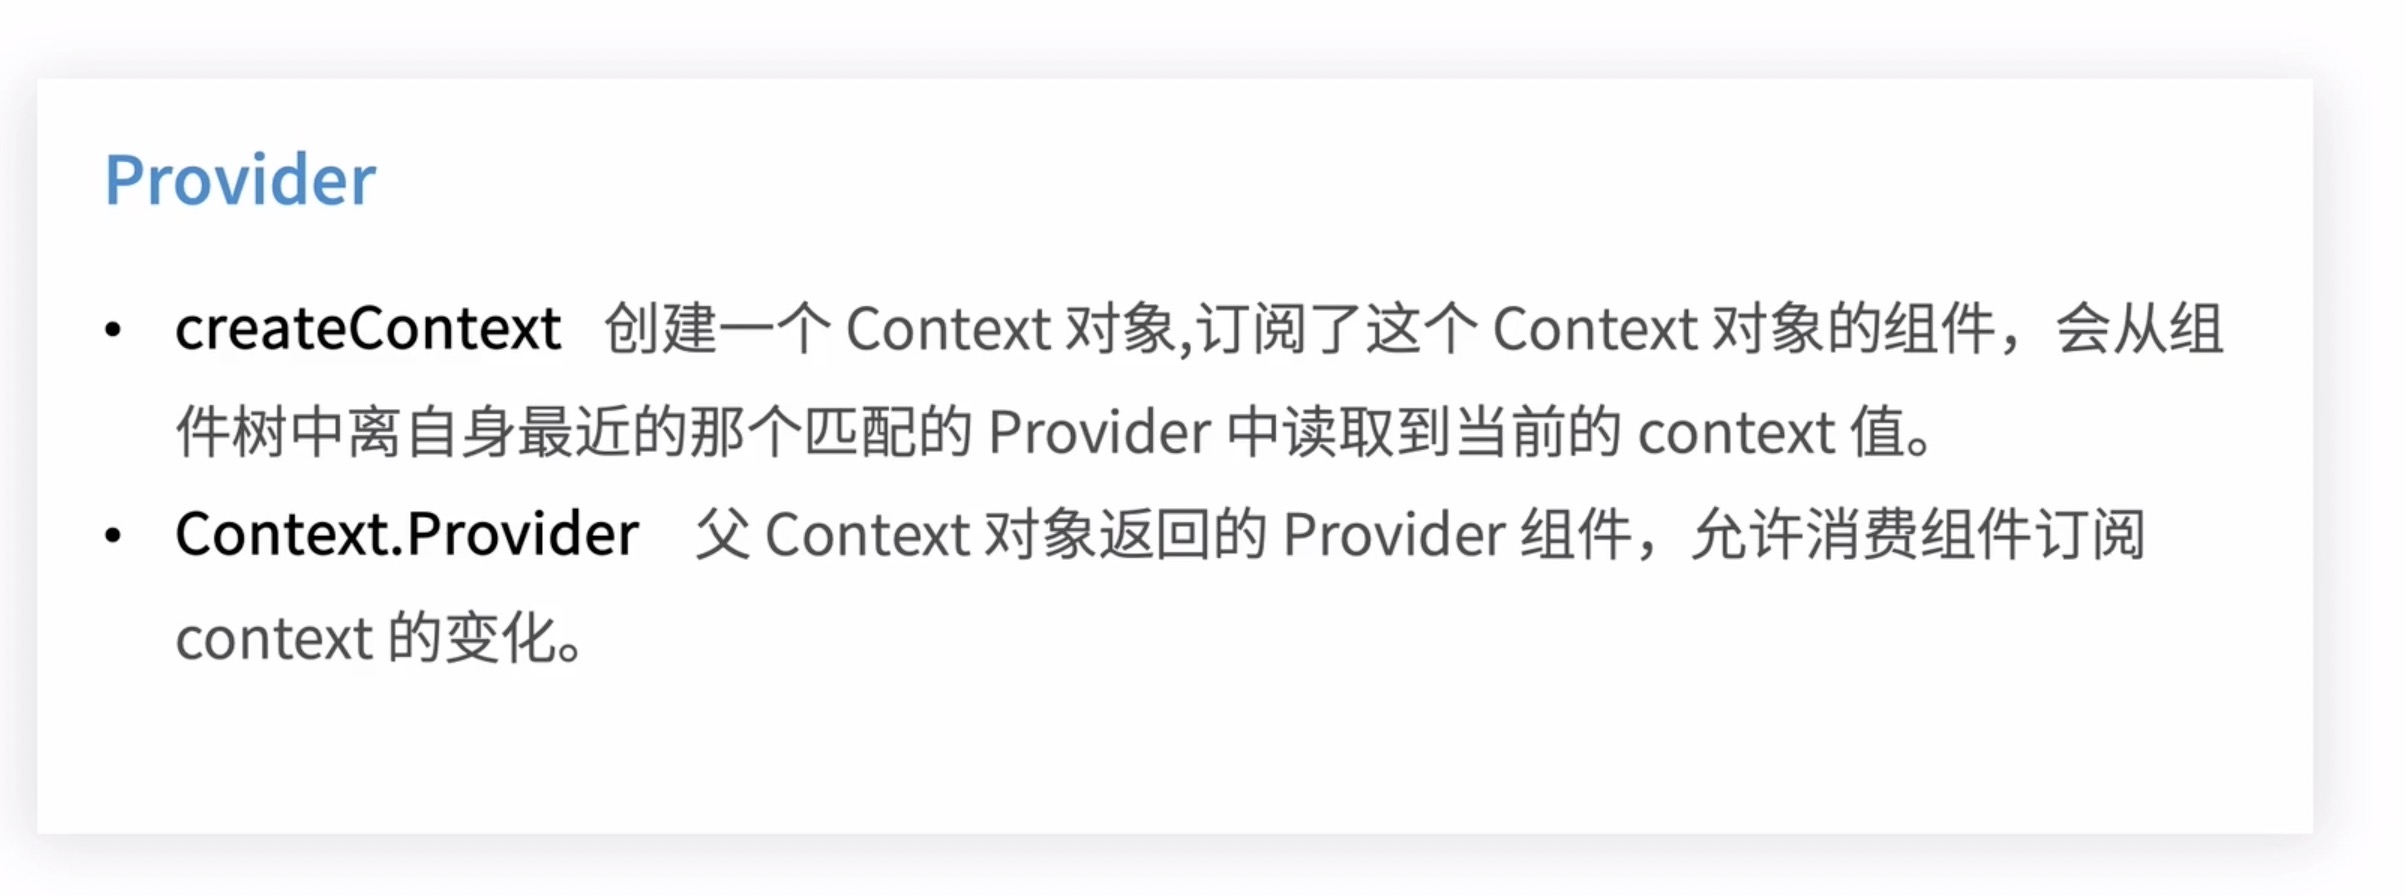 Provider
• createContext 创建一个 Context 对象,订阅了这个 Context 对象的组件，会从组
件树中离自身最近的那个匹配的 Provider 中读取到当前的 context 值。
• Context.Provider 父 Context 对象返回的 Provider 组件，允许消费组件订阅
context 的变化。